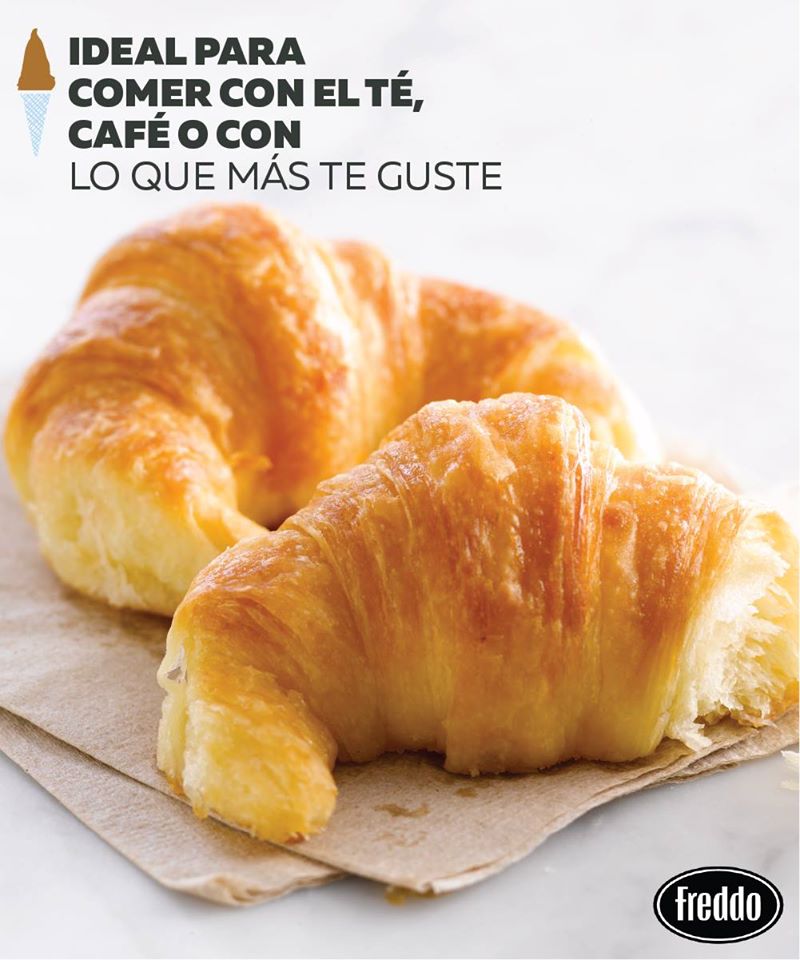 IDEAL PARA
COMER CON EL TÉ,
CAFÉ O CON
LO QUE MÁS TE GUSTE
freddo